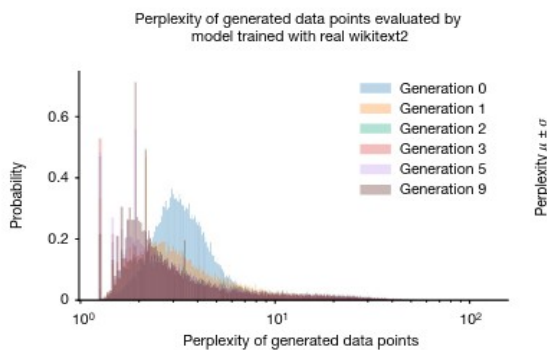 Perplexity of generated data points evaluated by
model trained with real wikitext2
Generation 0
Generation 1
Generation 2
Generation 3
Generation 5
Generation 9
0.6
0.4
0.2
0
Probability
10⁰
10¹
10²
Perplexity of generated data points
Perplexity μ ± σ